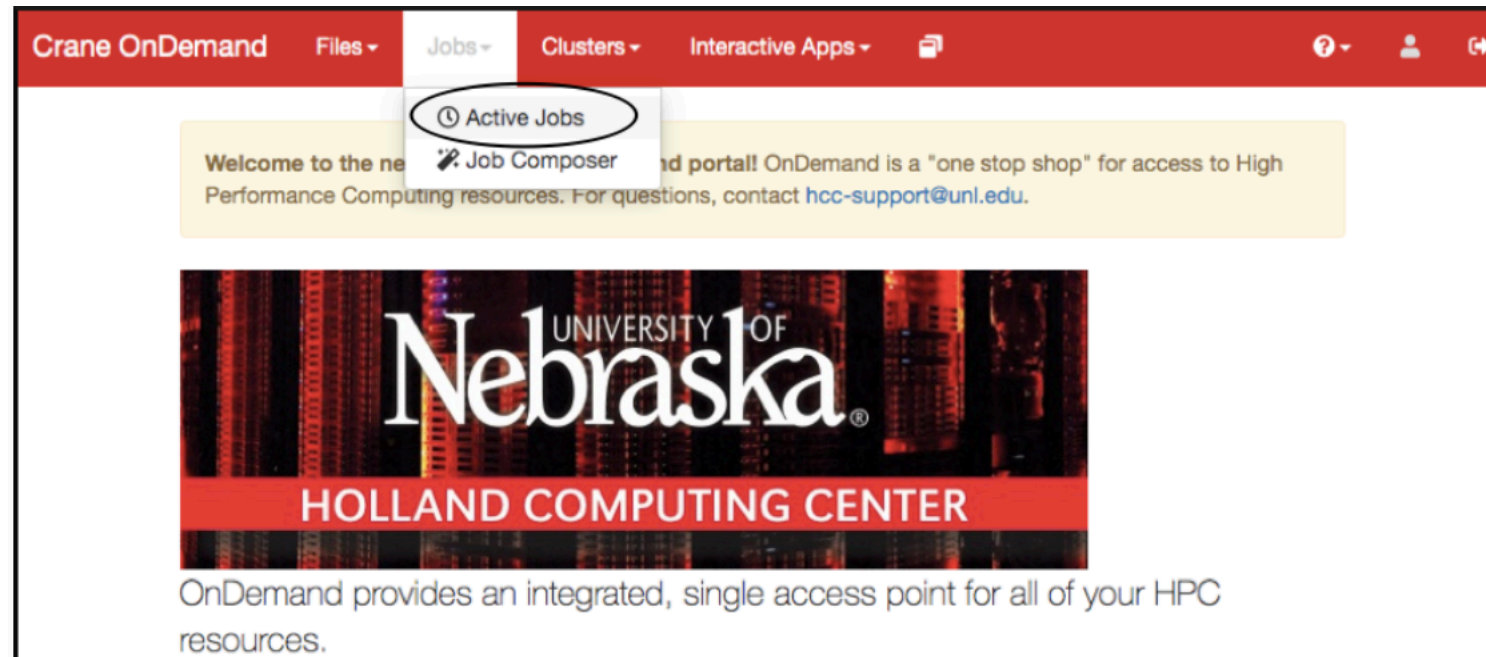 Crane OnDemand Files Jobs Clusters Interactive Apps
Active Jobs
Job Composer
Welcome to the ne nd portal! OnDemand is a "one stop shop" for access to High
Performance Computing resources. For questions, contact hcc-support@unl.edu.
UNIVERSITY OF
Nebraska®
HOLLAND COMPUTING CENTER
OnDemand provides an integrated, single access point for all of your HPC
resources.